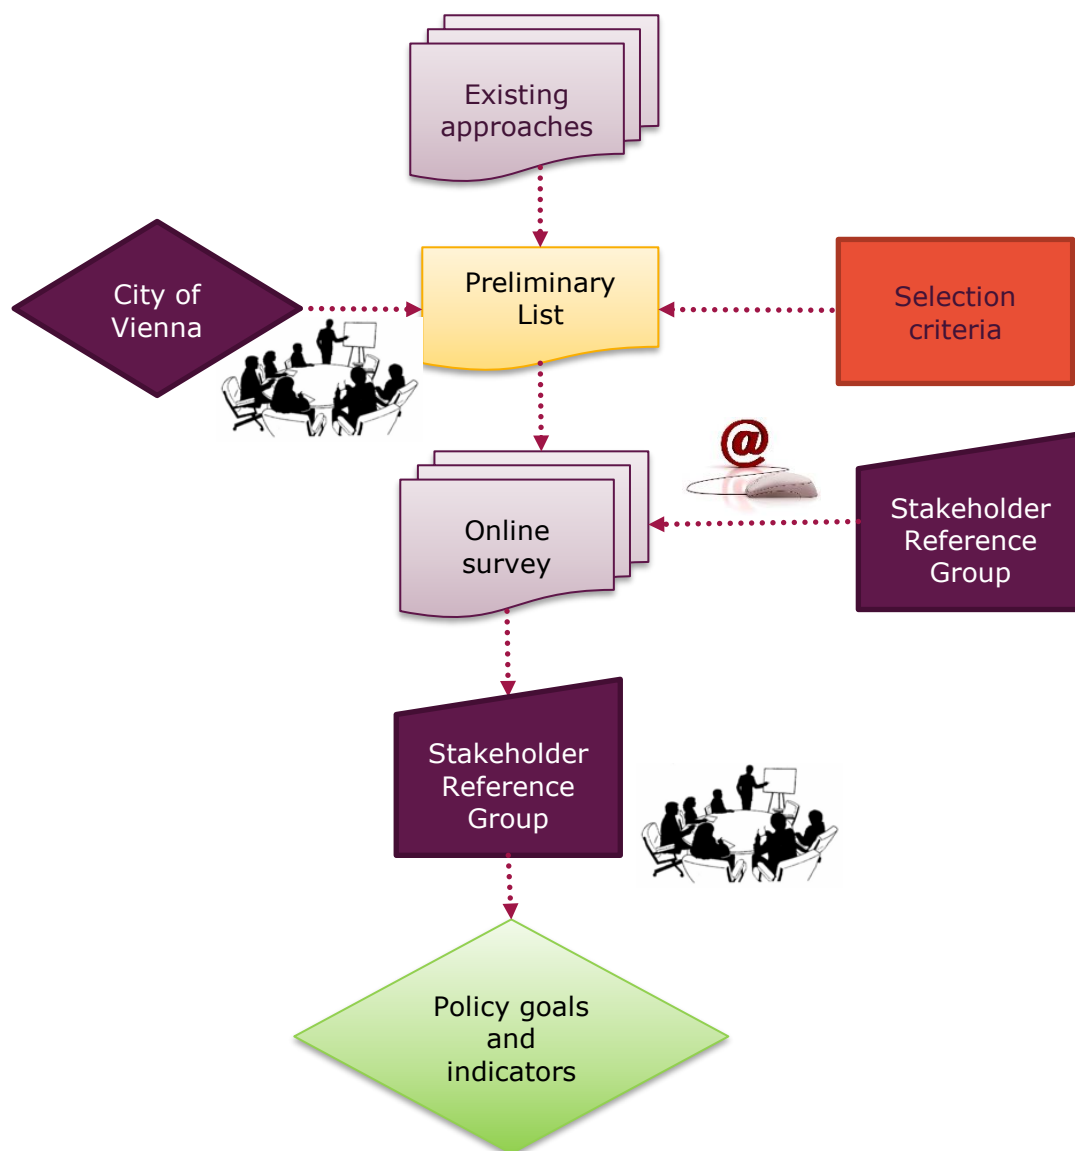 Existing
approaches
City of
Vienna
Preliminary
List
Selection
criteria
@
Online
survey
Stakeholder
Reference
Group
Stakeholder
Reference
Group
Policy goals
and
indicators